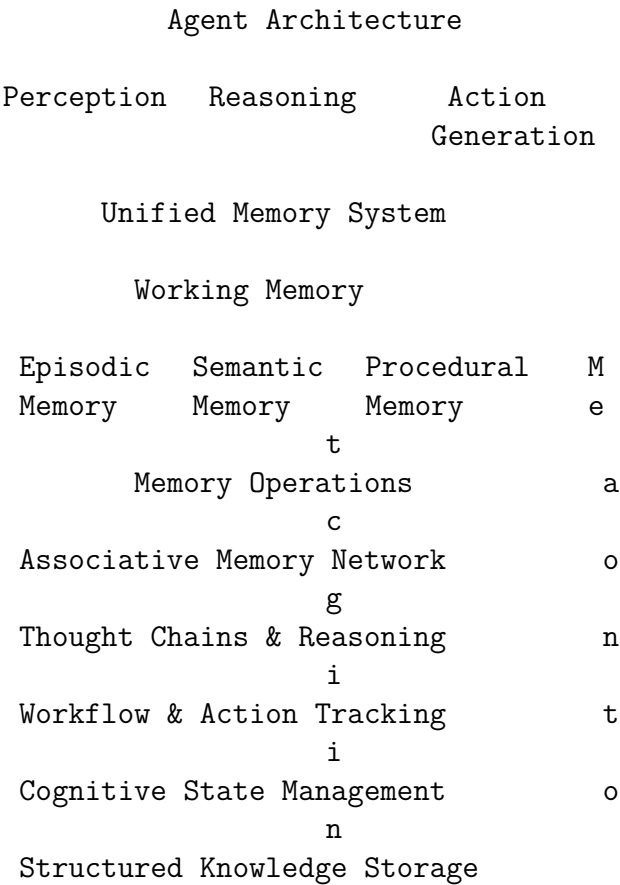 Agent Architecture
Perception Reasoning Action
Generation
Unified Memory System
Working Memory
Episodic Semantic Procedural M
Memory Memory Memory e
t
Memory Operations a
c
Associative Memory Network o
g
Thought Chains & Reasoning n
i
Workflow & Action Tracking t
i
Cognitive State Management o
n
Structured Knowledge Storage